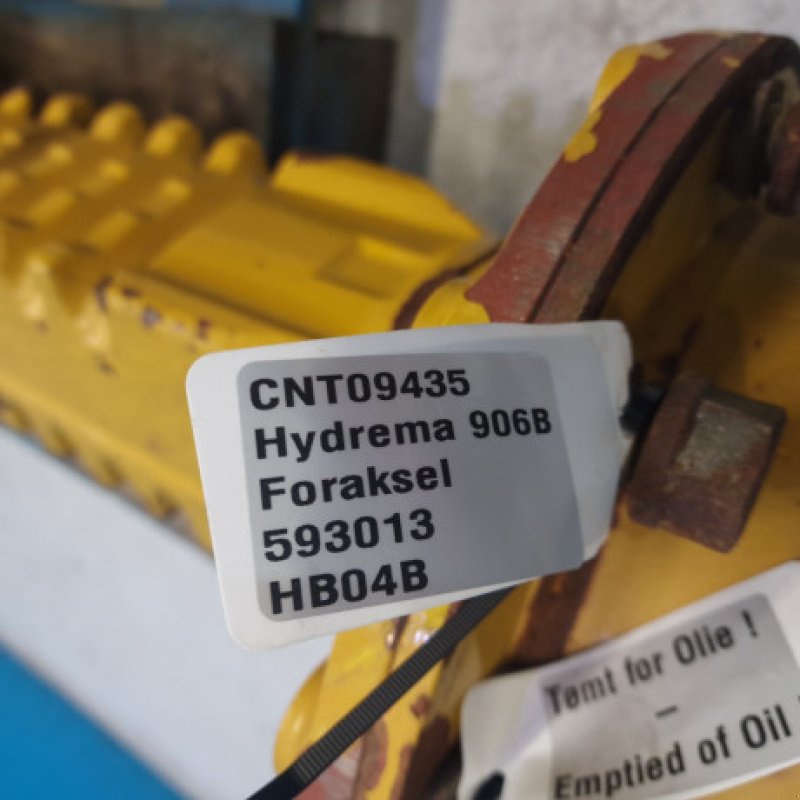 CNT09435
Hydrema 906B
Foraksel
593013
HB04B
Tømt for Olie !
–
Emptied of Oil !